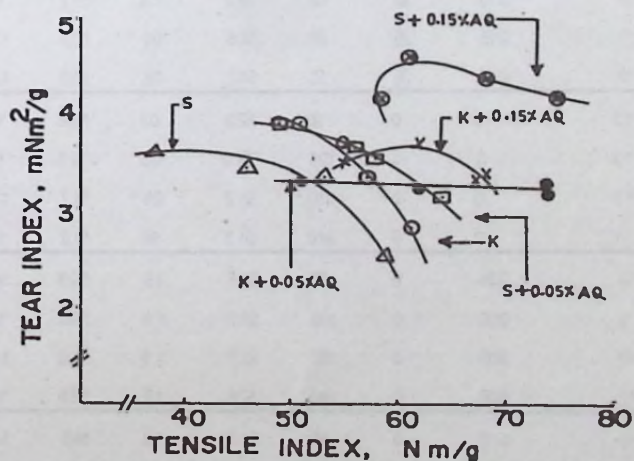 5
4
3
2
TEAR INDEX, mNm²/g
S+0.15%AQ
S
K+0.15%AQ
K
K+0.05%AQ
S+0.05%AQ
40 50 60 70 80
TENSILE INDEX, Nm/g